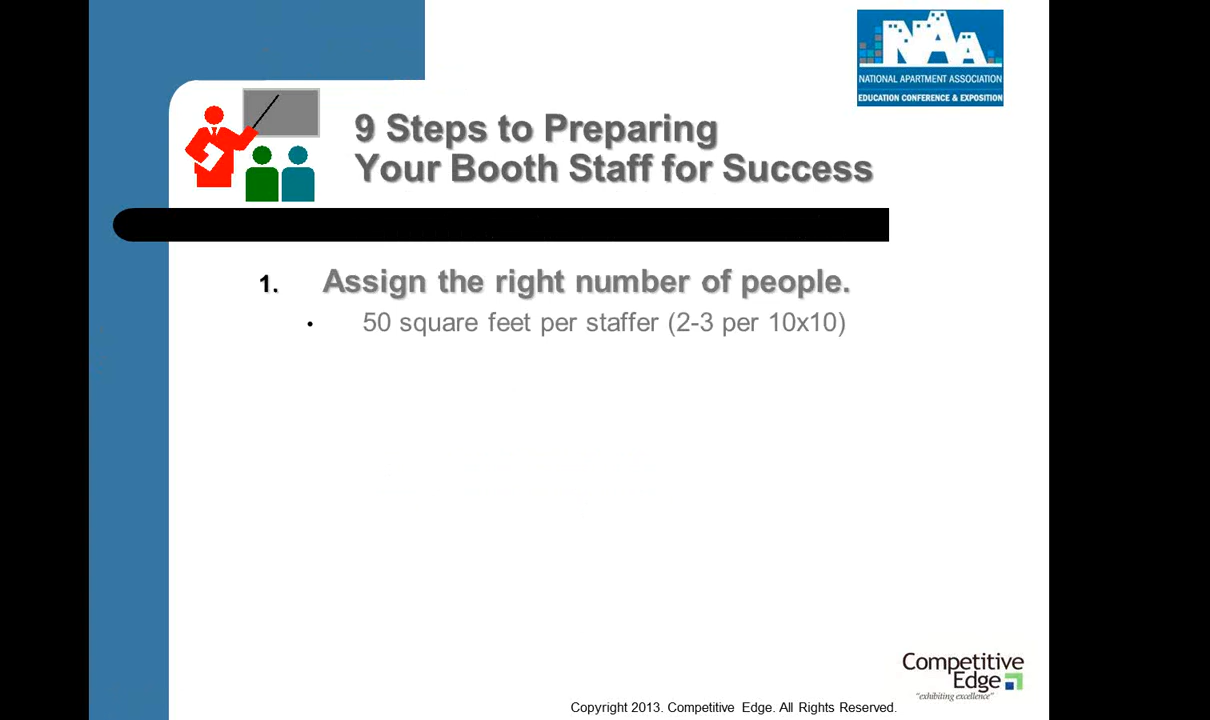 NAA
NATIONAL APARTMENT ASSOCIATION
EDUCATION CONFERENCE & EXPOSITION
9 Steps to Preparing
Your Booth Staff for Success
1. Assign the right number of people.
• 50 square feet per staffer (2-3 per 10x10)
Competitive
Edge
"exhibiting excellence"
Copyright 2013. Competitive Edge. All Rights Reserved.